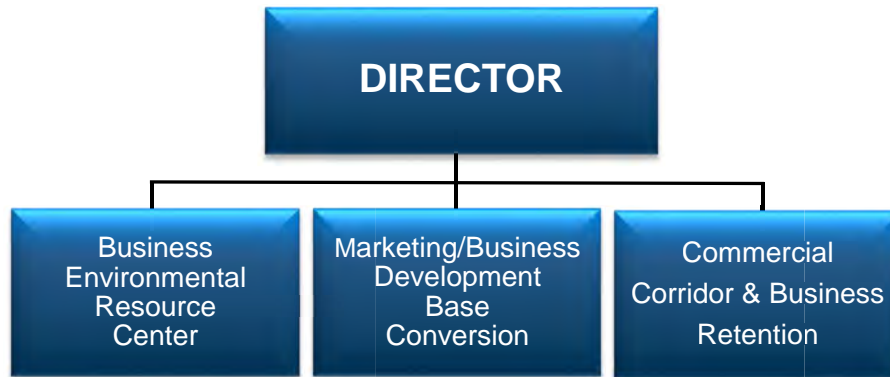 DIRECTOR
Business
Environmental
Resource
Center
Marketing/Business
Development
Base
Conversion
Commercial
Corridor & Business
Retention